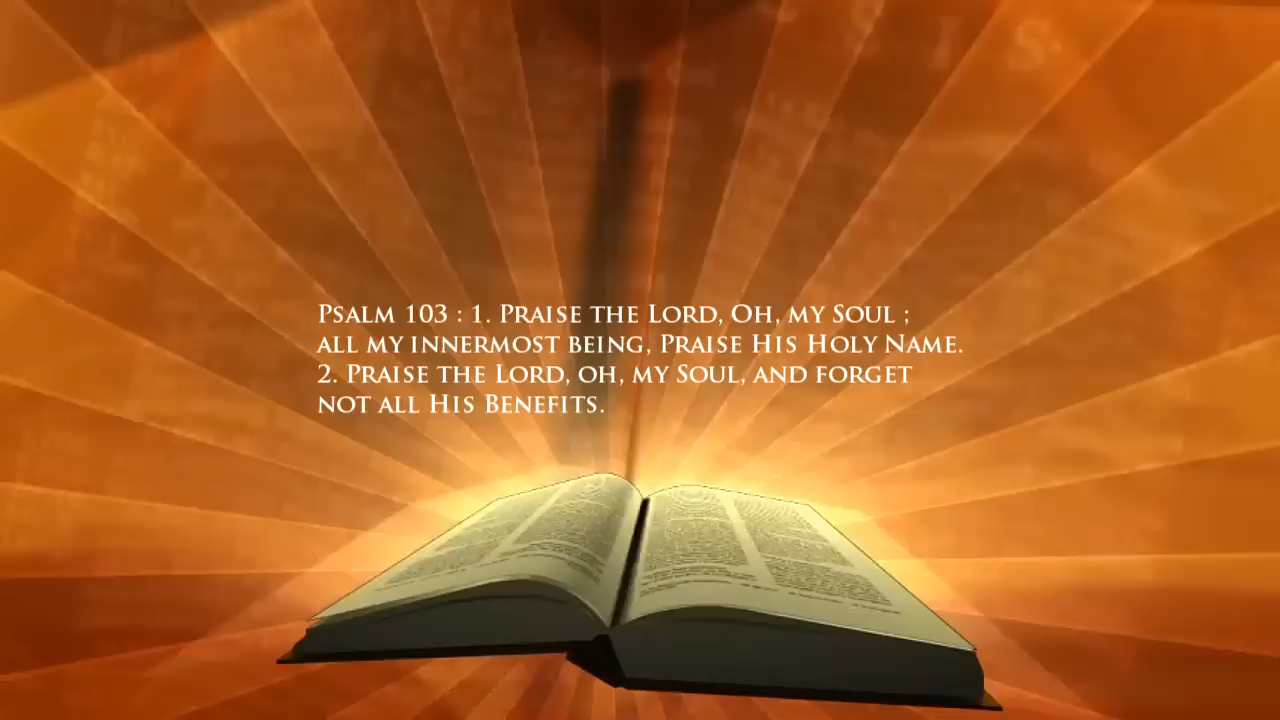 Psalm 103 : 1. Praise the Lord, Oh, my Soul ;
all my innermost being, Praise His Holy Name.
2. Praise the Lord, oh, my Soul, and forget
not all His Benefits.